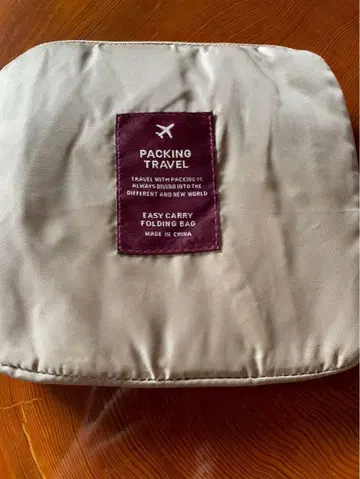 PACKING
TRAVEL
TRAVEL WITH PACKING IS
ALWAYS DIVING INTO THE
DIFFERENT AND NEW WORLD
EASY CARRY
FOLDING BAG
MADE IN CHINA